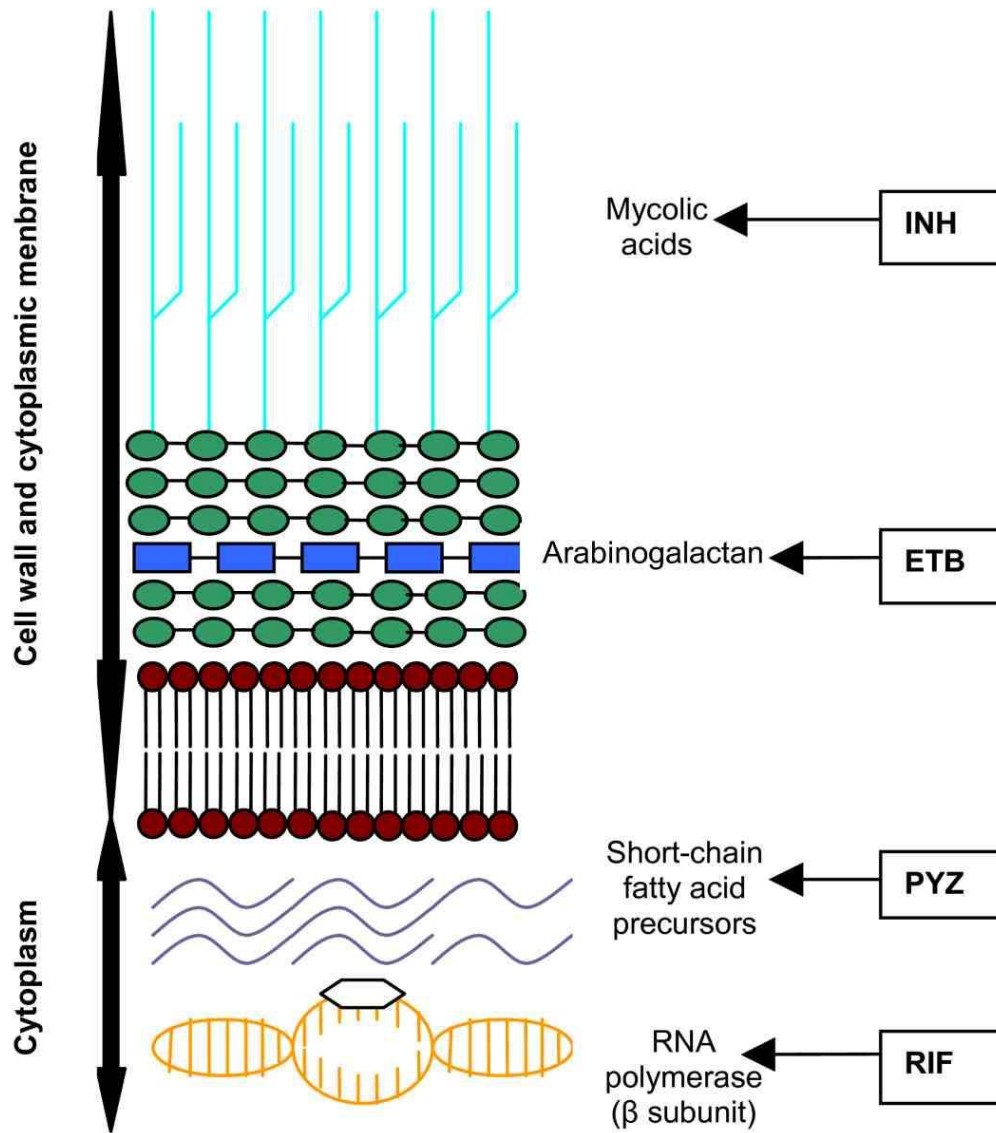 Cell wall and cytoplasmic menbrane
Mycolic
acids
INH
Arabinogalactan
ETB
Cytoplasm
Short-chain
fatty acid
precursors
PYZ
RNA
polymerase
(β subunit)
RIF